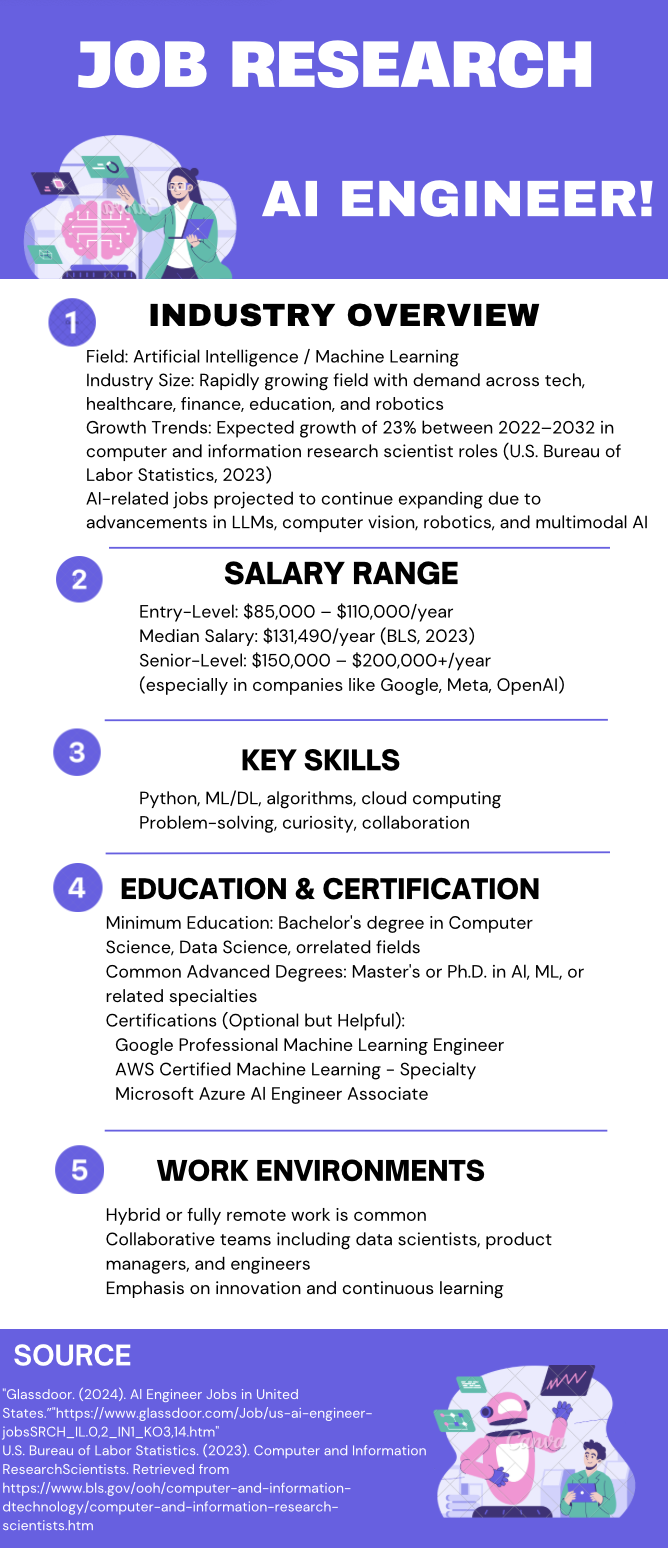 JOB RESEARCH
AI ENGINEER!
1
INDUSTRY OVERVIEW
Field: Artificial Intelligence / Machine Learning
Industry Size: Rapidly growing field with demand across tech,
healthcare, finance, education, and robotics
Growth Trends: Expected growth of 23% between 2022–2032 in
computer and information research scientist roles (U.S. Bureau of
Labor Statistics, 2023)
AI-related jobs projected to continue expanding due to
advancements in LLMs, computer vision, robotics, and multimodal AI
2
SALARY RANGE
Entry-Level: $85,000 – $110,000/year
Median Salary: $131,490/year (BLS, 2023)
Senior-Level: $150,000 – $200,000+/year
(especially in companies like Google, Meta, OpenAI)
3
KEY SKILLS
Python, ML/DL, algorithms, cloud computing
Problem-solving, curiosity, collaboration
4
EDUCATION & CERTIFICATION
Minimum Education: Bachelor's degree in Computer
Science, Data Science, orrelated fields
Common Advanced Degrees: Master's or Ph.D. in AI, ML, or
related specialties
Certifications (Optional but Helpful):
Google Professional Machine Learning Engineer
AWS Certified Machine Learning - Specialty
Microsoft Azure AI Engineer Associate
5
WORK ENVIRONMENTS
Hybrid or fully remote work is common
Collaborative teams including data scientists, product
managers, and engineers
Emphasis on innovation and continuous learning
SOURCE
"Glassdoor. (2024). AI Engineer Jobs in United
States.”"https://www.glassdoor.com/Job/us-ai-engineer-
jobsSRCH_IL.0,2_IN1_KO3,14.htm"
U.S. Bureau of Labor Statistics. (2023). Computer and Information
ResearchScientists. Retrieved from
https://www.bls.gov/ooh/computer-and-information-
dtechnology/computer-and-information-research-
scientists.htm
Canva